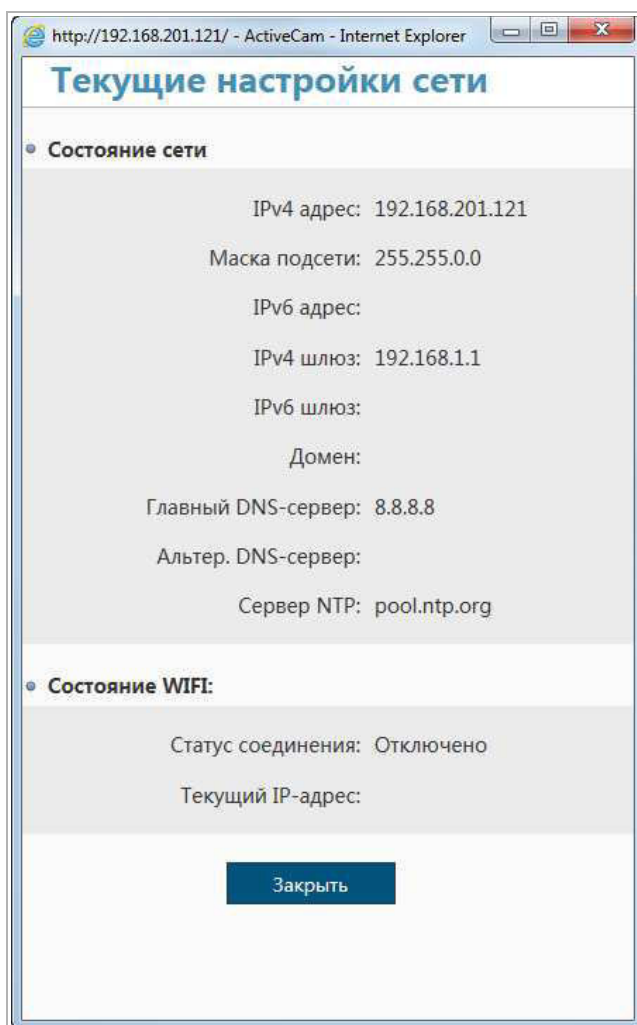 http://192.168.201.121/ - ActiveCam - Internet Explorer
Текущие настройки сети
Состояние сети
IPv4 адрес: 192.168.201.121
Маска подсети: 255.255.0.0
IPv6 адрес:
IPv4 шлюз: 192.168.1.1
IPv6 шлюз:
Домен:
Главный DNS-сервер: 8.8.8.8
Альтер. DNS-сервер:
Сервер NTP: pool.ntp.org
Состояние WIFI:
Статус соединения: Отключено
Текущий IP-адрес:
Закрыть